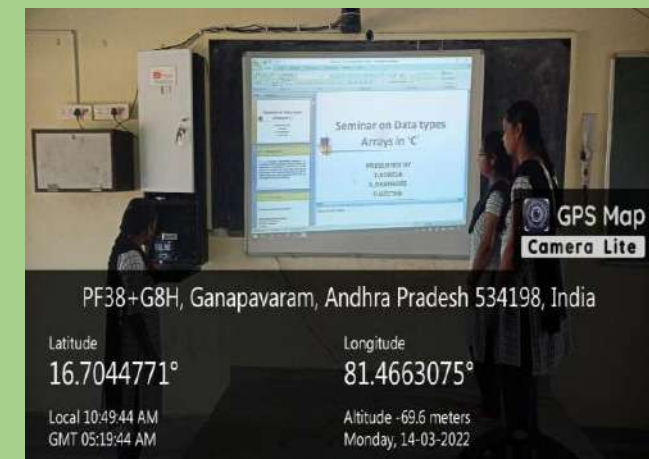 Seminar on Data types
Arrays in 'C'
PRESENTED BY
GPS Map
Camera Lite
PF38+G8H, Ganapavaram, Andhra Pradesh 534198, India
Latitude
16.7044771°
Longitude
81.4663075°
Local 10:49:44 AM
GMT 05:19:44 AM
Altitude -69.6 meters
Monday, 14-03-2022